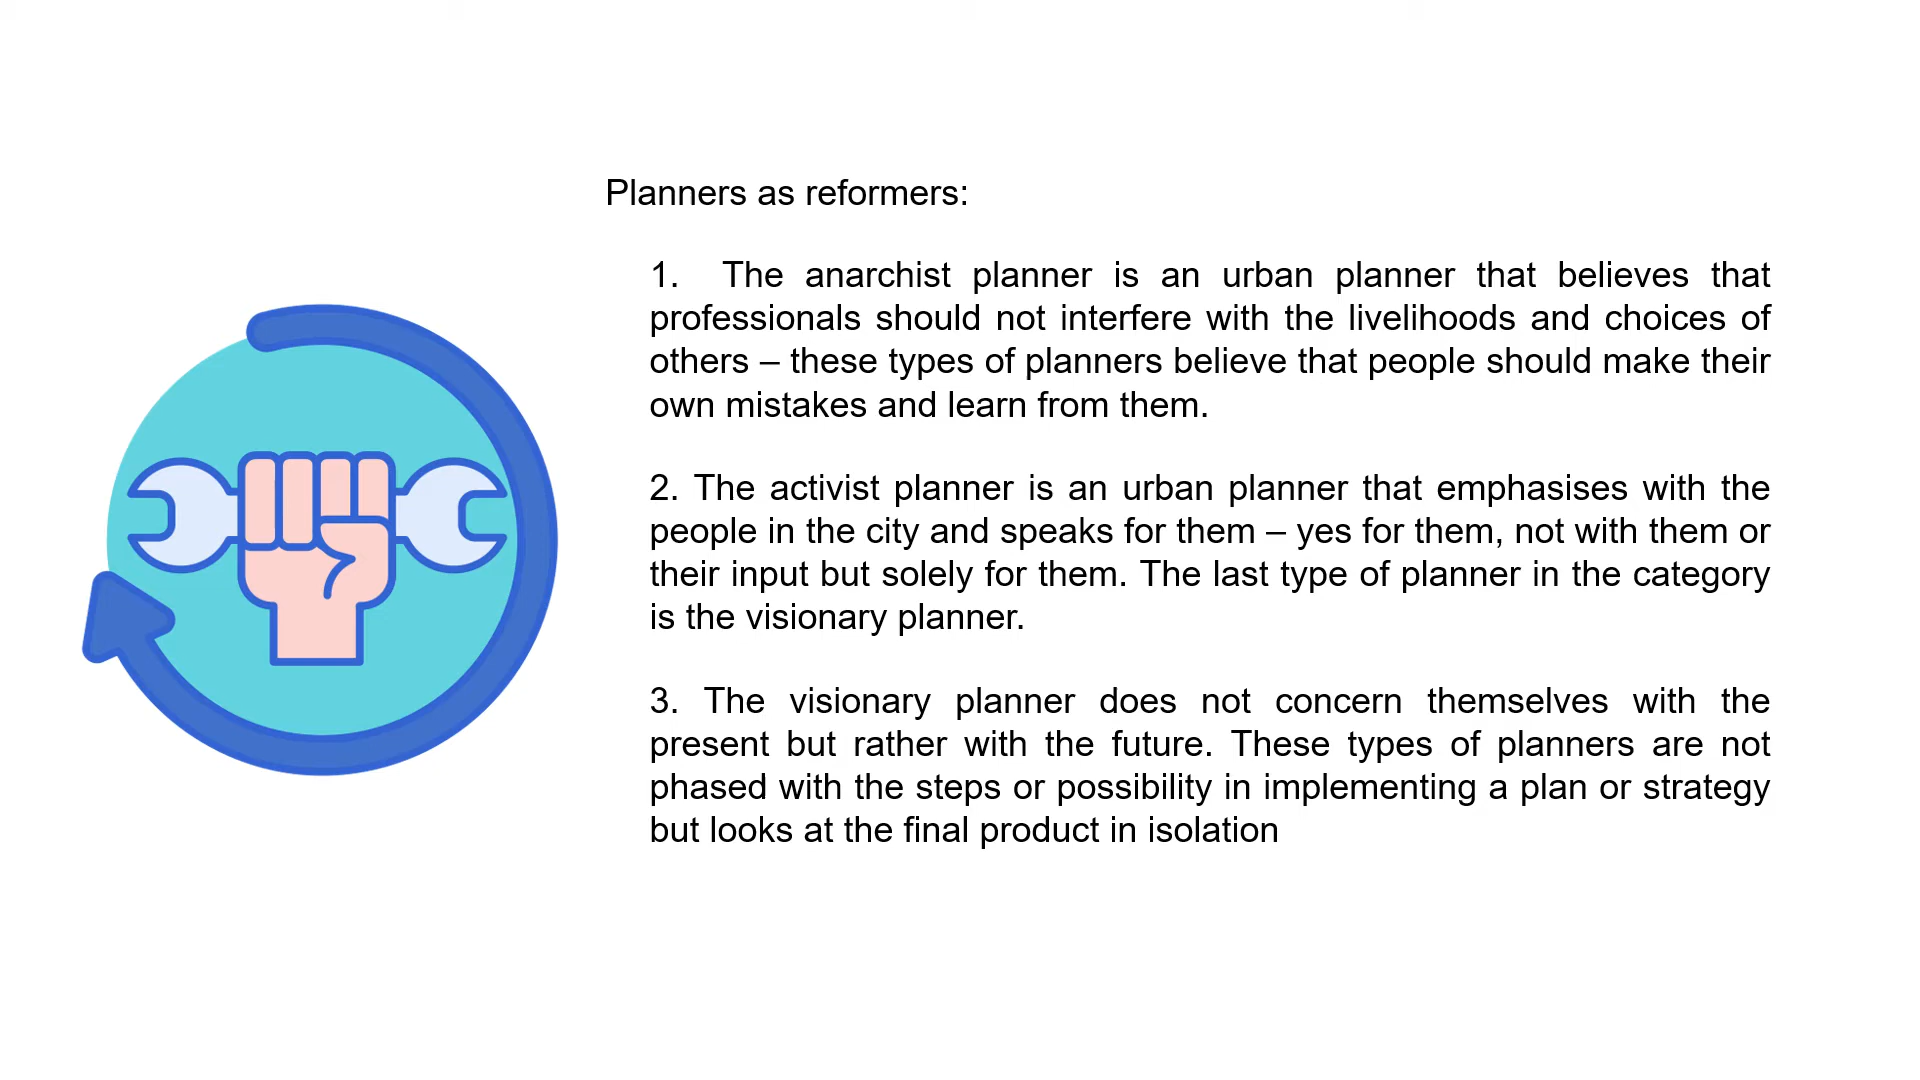 Planners as reformers:
1. The anarchist planner is an urban planner that believes that
professionals should not interfere with the livelihoods and choices of
others – these types of planners believe that people should make their
own mistakes and learn from them.
2. The activist planner is an urban planner that emphasises with the
people in the city and speaks for them – yes for them, not with them or
their input but solely for them. The last type of planner in the category
is the visionary planner.
3. The visionary planner does not concern themselves with the
present but rather with the future. These types of planners are not
phased with the steps or possibility in implementing a plan or strategy
but looks at the final product in isolation